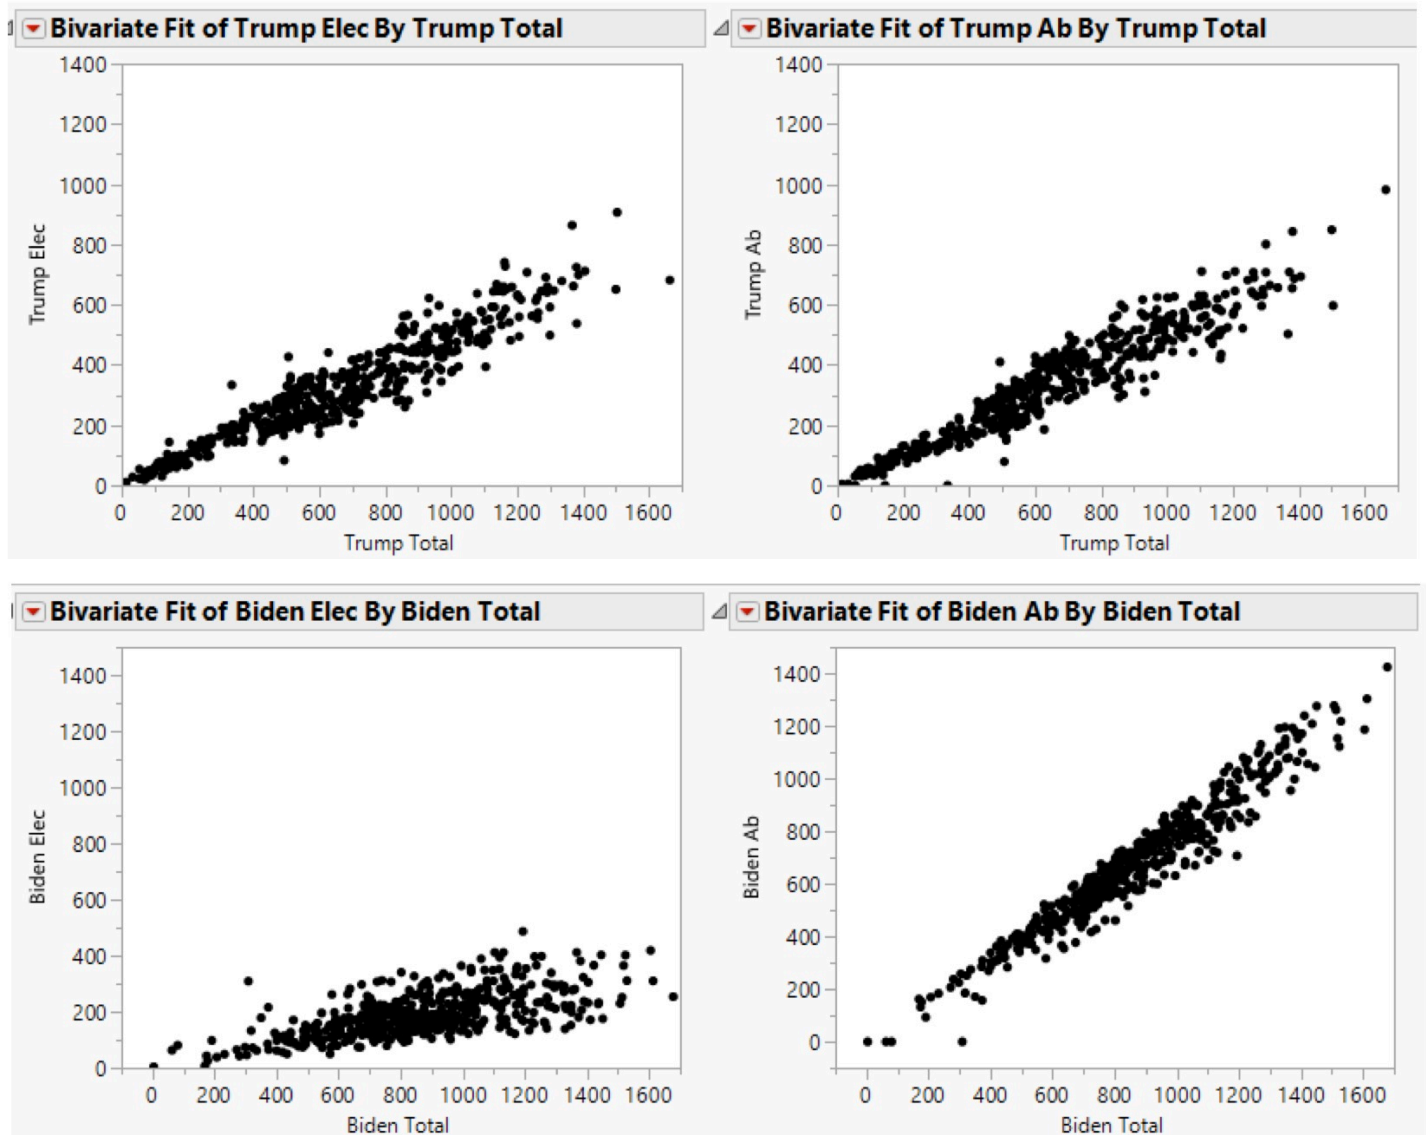 Bivariate Fit of Trump Elec By Trump Total
1400
1200
1000
800
600
400
200
0
Trump Elec
0 200 400 600 800 1000 1200 1400 1600
Trump Total
Bivariate Fit of Trump Ab By Trump Total
1400
1200
1000
800
600
400
200
0
Trump Ab
0 200 400 600 800 1000 1200 1400 1600
Trump Total
Bivariate Fit of Biden Elec By Biden Total
1400
1200
1000
800
600
400
200
0
Biden Elec
0 200 400 600 800 1000 1200 1400 1600
Biden Total
Bivariate Fit of Biden Ab By Biden Total
1400
1200
1000
800
600
400
200
0
Biden Ab
0 200 400 600 800 1000 1200 1400 1600
Biden Total